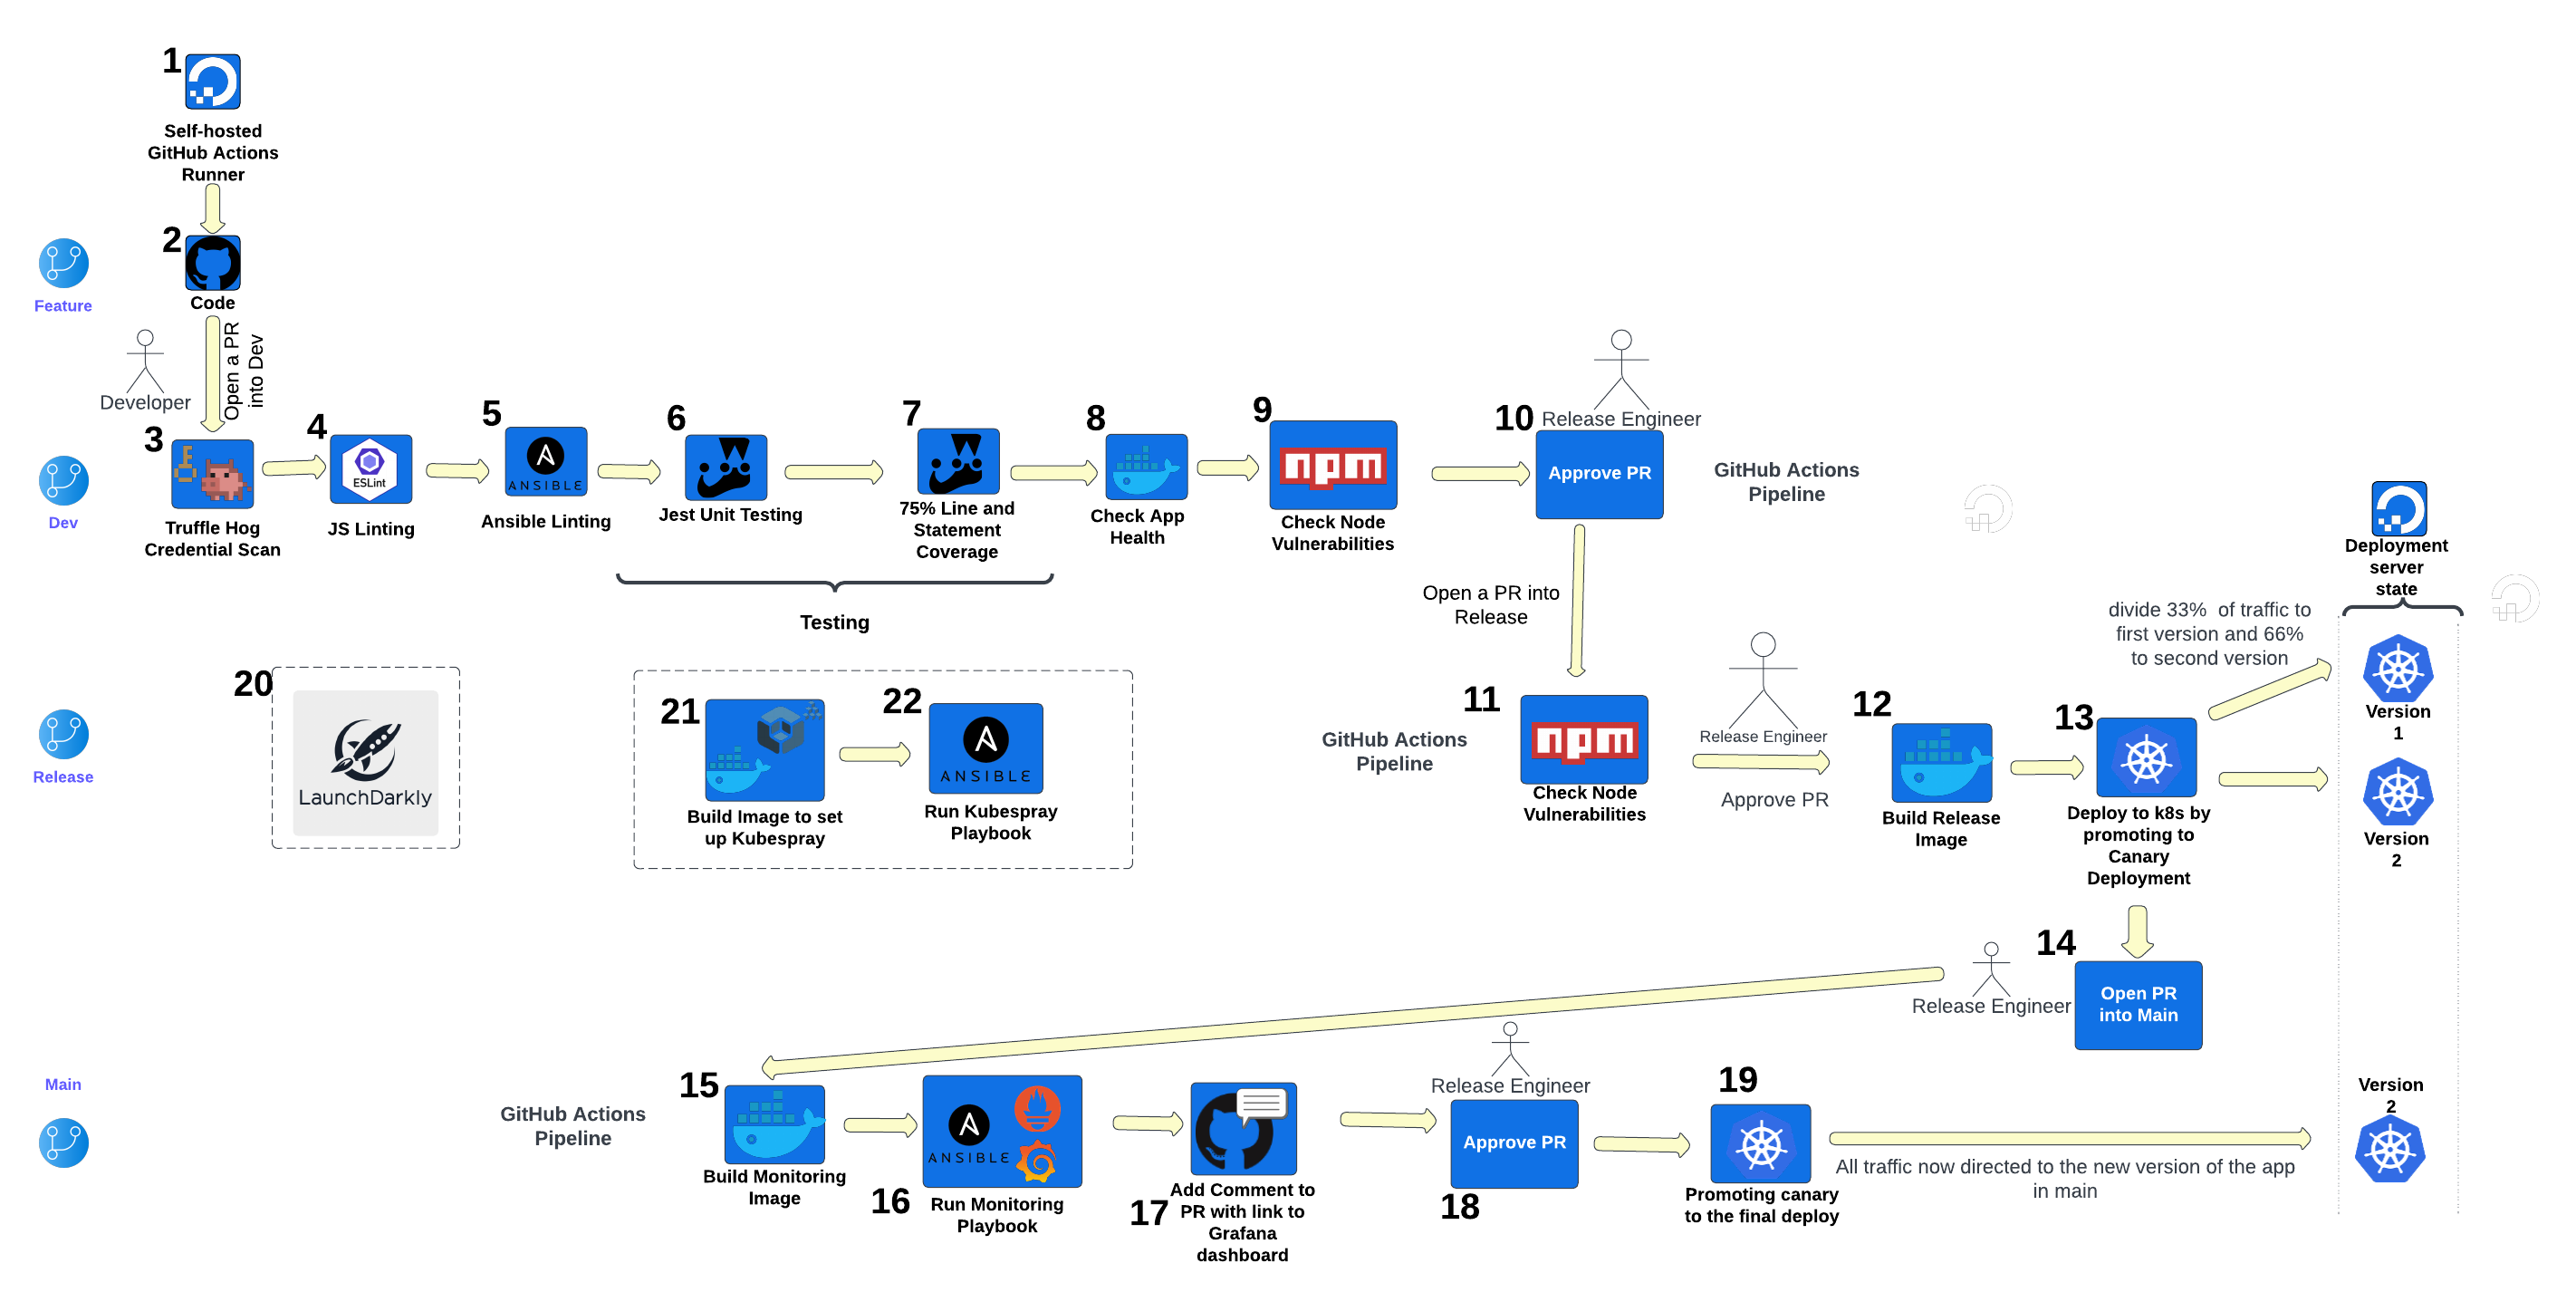 1
Self-hosted
GitHub Actions
Runner
2
Code
Feature
Open a PR
into Dev
Developer
Release Engineer
3
4
5
6
7
8
9
10
ESLint
ANSIBLE
npm
Approve PR
GitHub Actions
Pipeline
Dev
Truffle Hog
Credential Scan
JS Linting
Ansible Linting
Jest Unit Testing
75% Line and
Statement
Coverage
Check App
Health
Check Node
Vulnerabilities
Testing
Open a PR into
Release
Deployment
server
state
divide 33% of traffic to
first version and 66%
to second version
20
LaunchDarkly
21
22
ANSIBLE
Build Image to set
up Kubespray
Run Kubespray
Playbook
GitHub Actions
Pipeline
11
npm
Check Node
Vulnerabilities
Release Engineer
Approve PR
12
Build Release
Image
13
Deploy to k8s by
promoting to
Canary
Deployment
Version
1
Version
2
Release
14
Release Engineer
Open PR
into Main
Main
GitHub Actions
Pipeline
15
Build Monitoring
Image
ANSIBLE
16
Run Monitoring
Playbook
17
Add Comment to
PR with link to
Grafana
dashboard
Release Engineer
Approve PR
18
19
Promoting canary
to the final deploy
All traffic now directed to the new version of the app
in main
Version
2